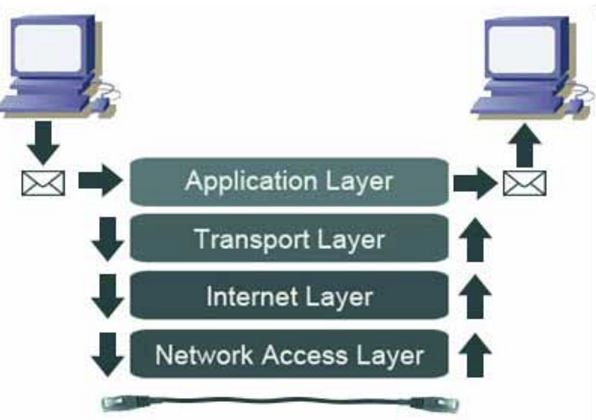 Application Layer
Transport Layer
Internet Layer
Network Access Layer